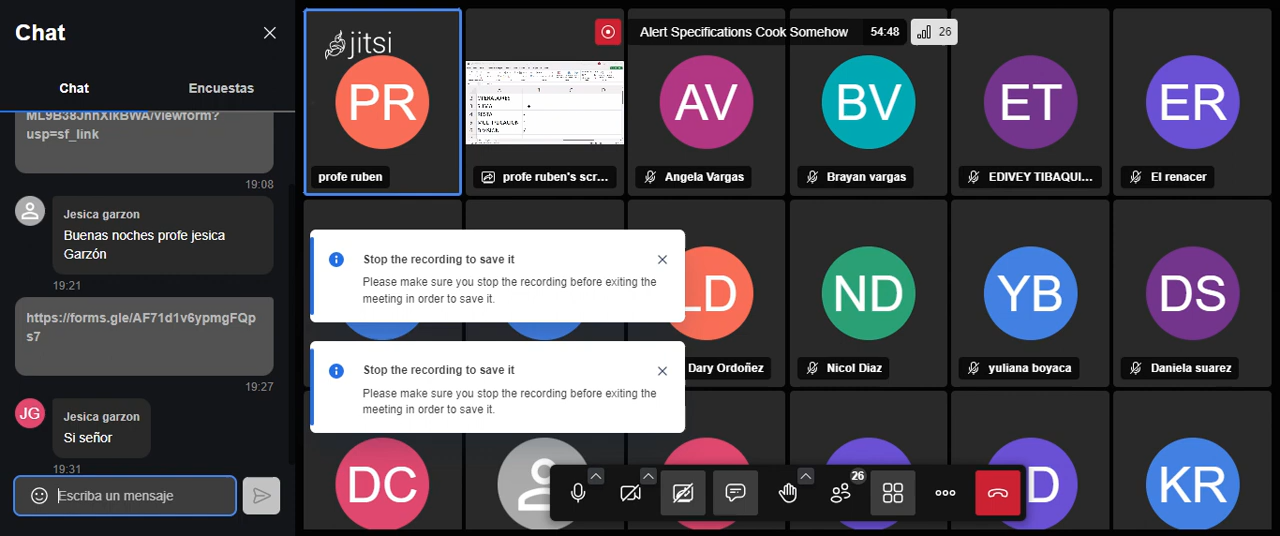 Chat
Chat
Encuestas
usp=sf_link
19:08
Jesica garzon
Buenas noches profe jesica
Garzón
19:21
https://forms.gle/AF71d1v6ypmgFQp
s7
19:27
JG
Jesica garzon
Si señor
19:31
Escriba un mensaje
jitsi
Alert Specifications Cook Somehow
54:48
26
PR
profe ruben
profe ruben's scr...
AV
Angela Vargas
BV
Brayan vargas
ET
EDIVEY TIBAQUI...
ER
El renacer
Stop the recording to save it
Please make sure you stop the recording before exiting the
meeting in order to save it.
LD
Dary Ordoñez
ND
Nicol Diaz
YB
yuliana boyaca
DS
Daniela suarez
Stop the recording to save it
Please make sure you stop the recording before exiting the
meeting in order to save it.
DC
D
KR
26